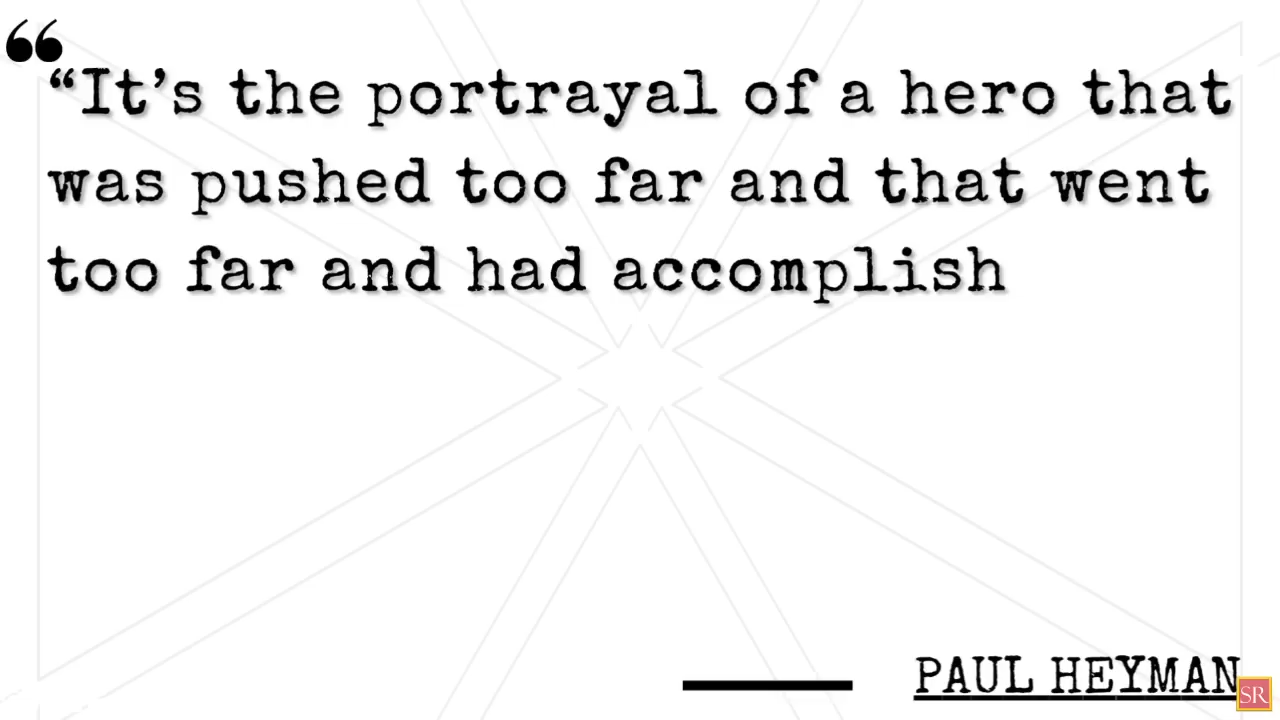 ❝
“It’s the portrayal of a hero that
was pushed too far and that went
too far and had accomplish
PAUL HEYMAN
SR